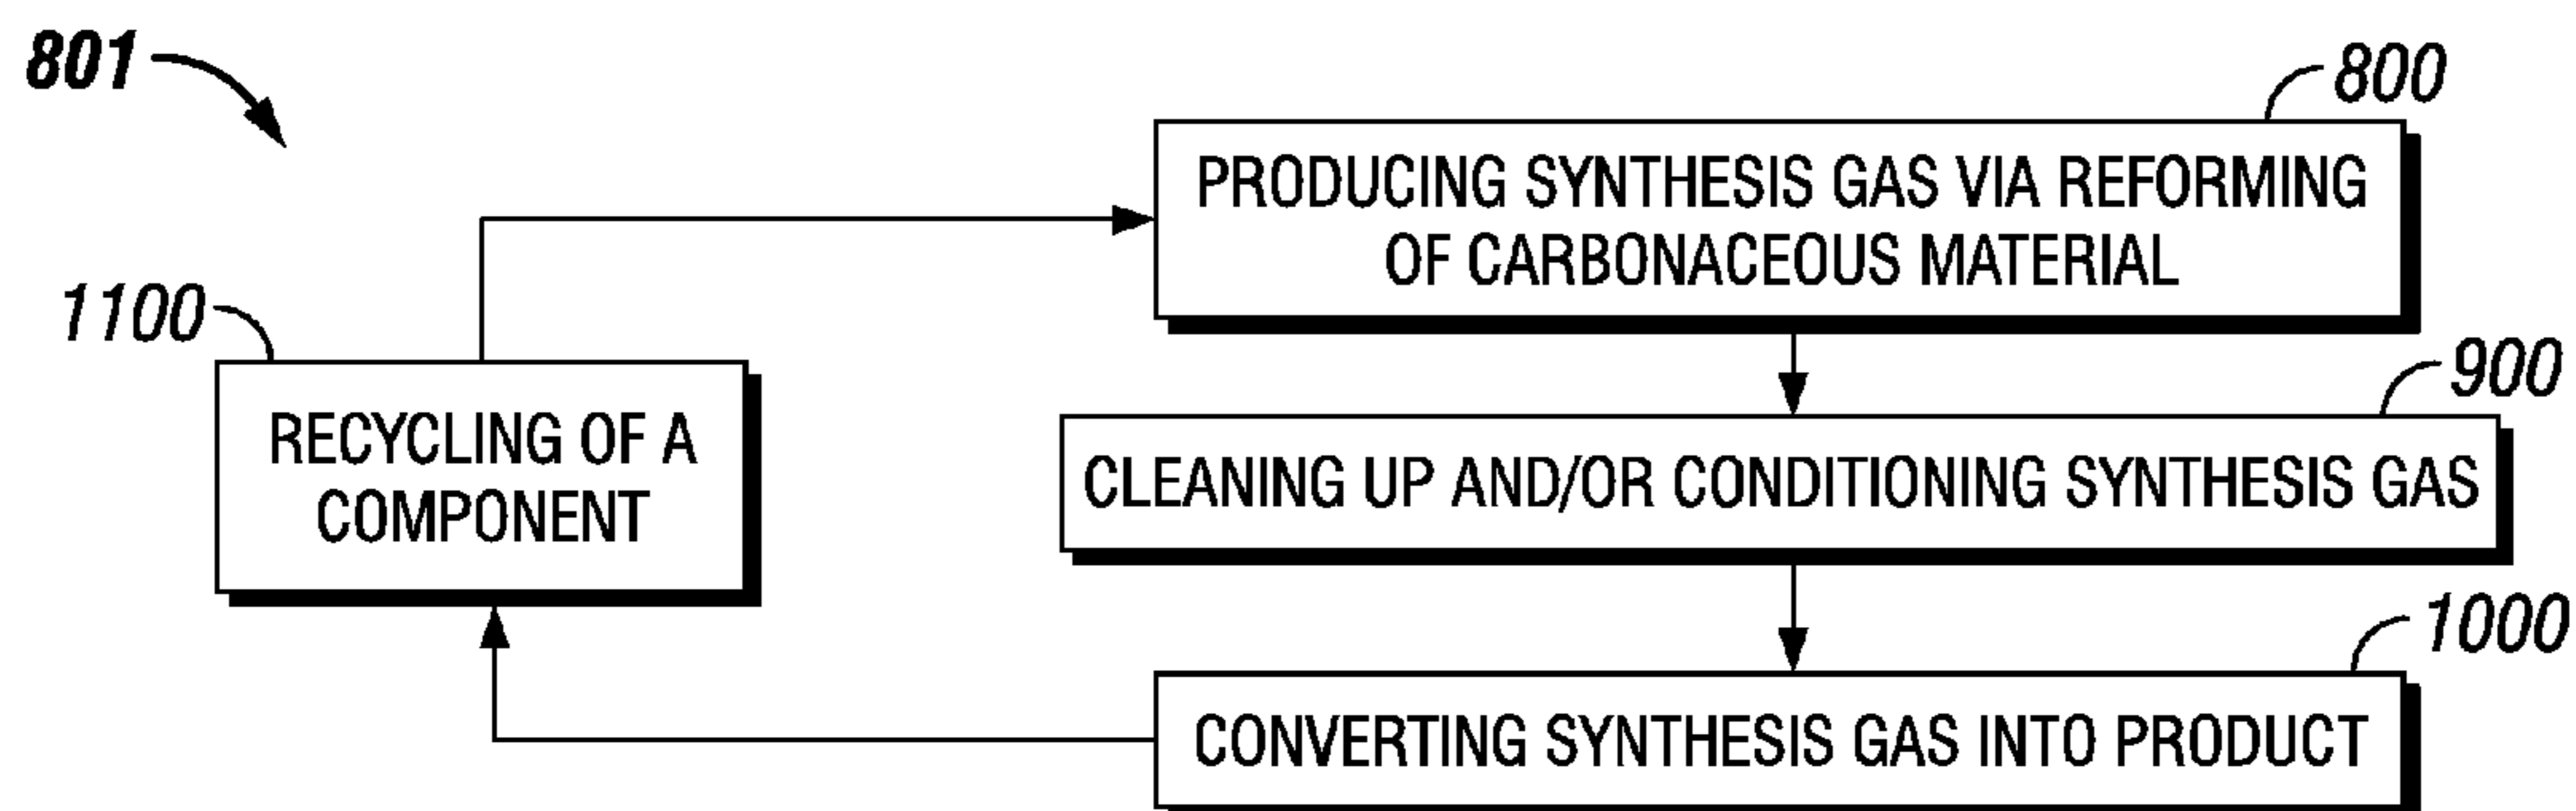 801
800
PRODUCING SYNTHESIS GAS VIA REFORMING
OF CARBONACEOUS MATERIAL
1100
RECYCLING OF A
COMPONENT
900
CLEANING UP AND/OR CONDITIONING SYNTHESIS GAS
1000
CONVERTING SYNTHESIS GAS INTO PRODUCT